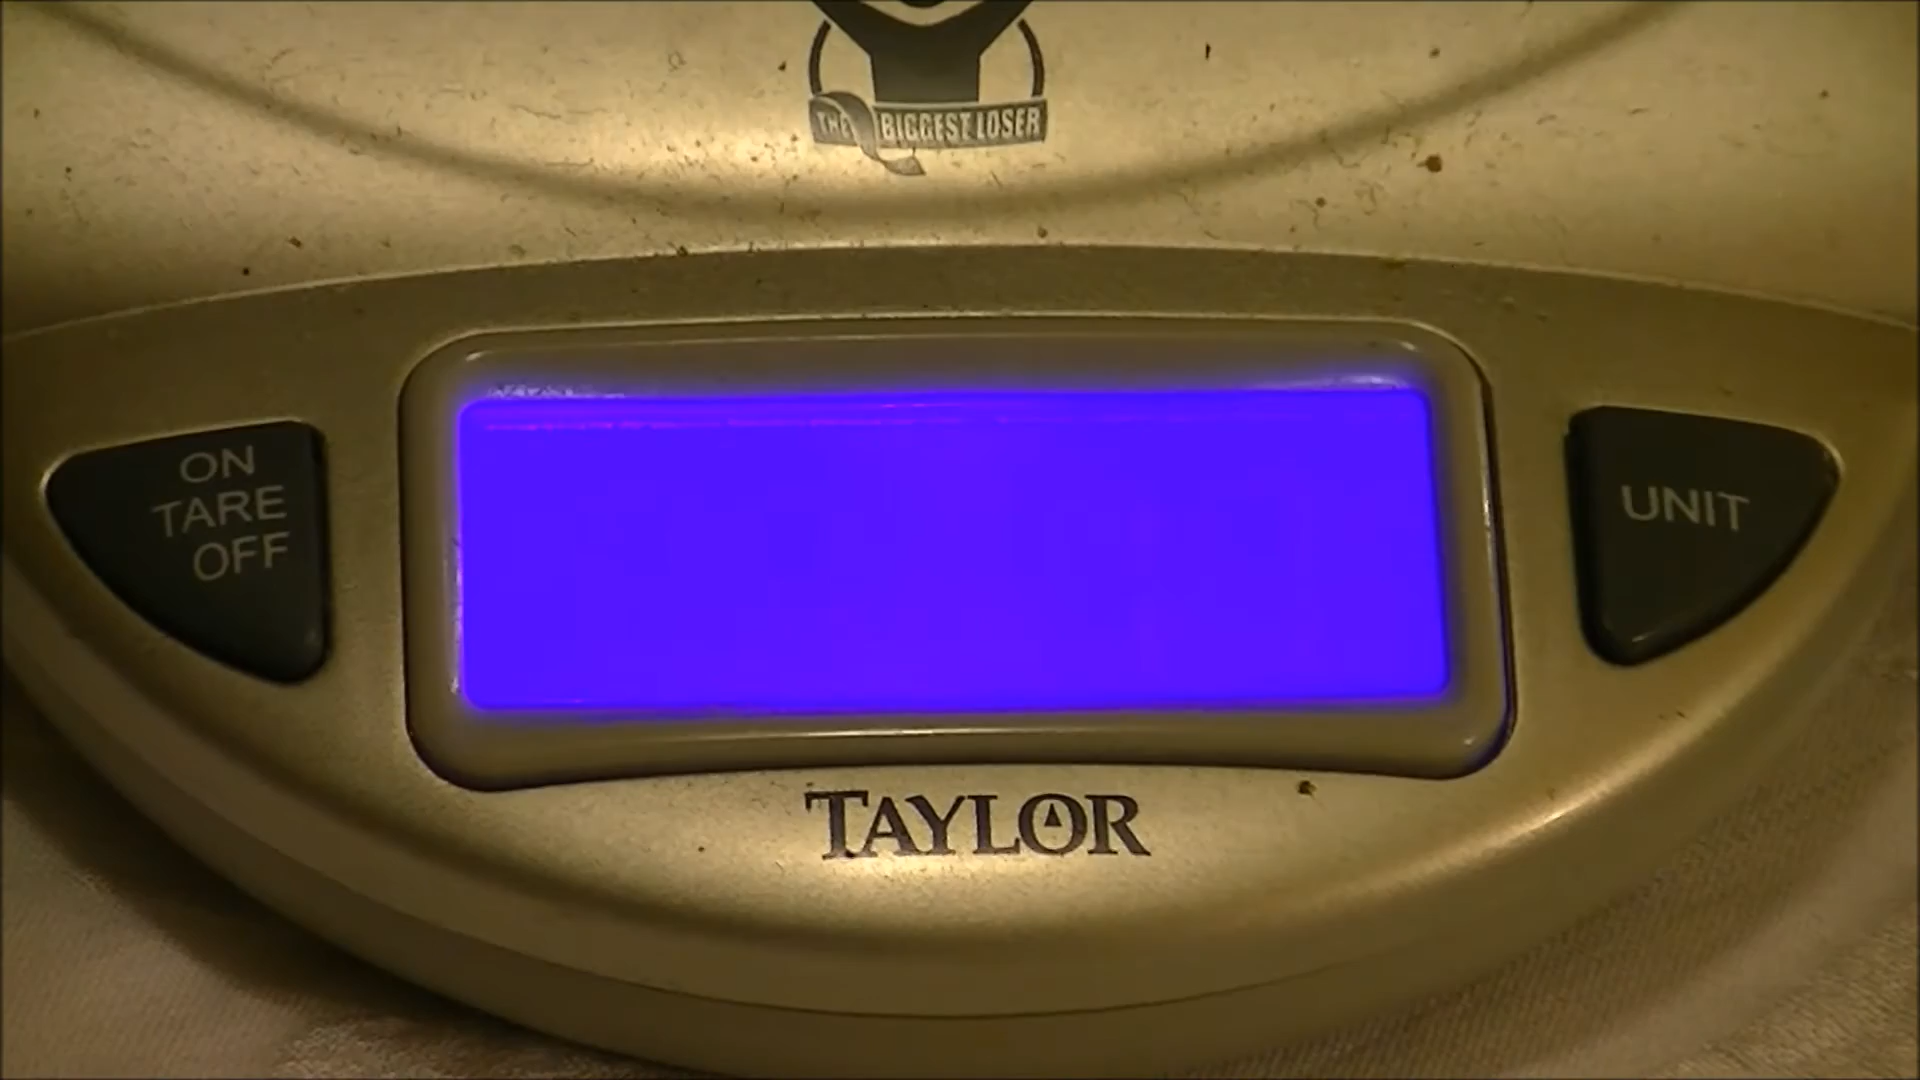 THE BIGGEST LOSER
ON
TARE
OFF
UNIT
TAYLOR